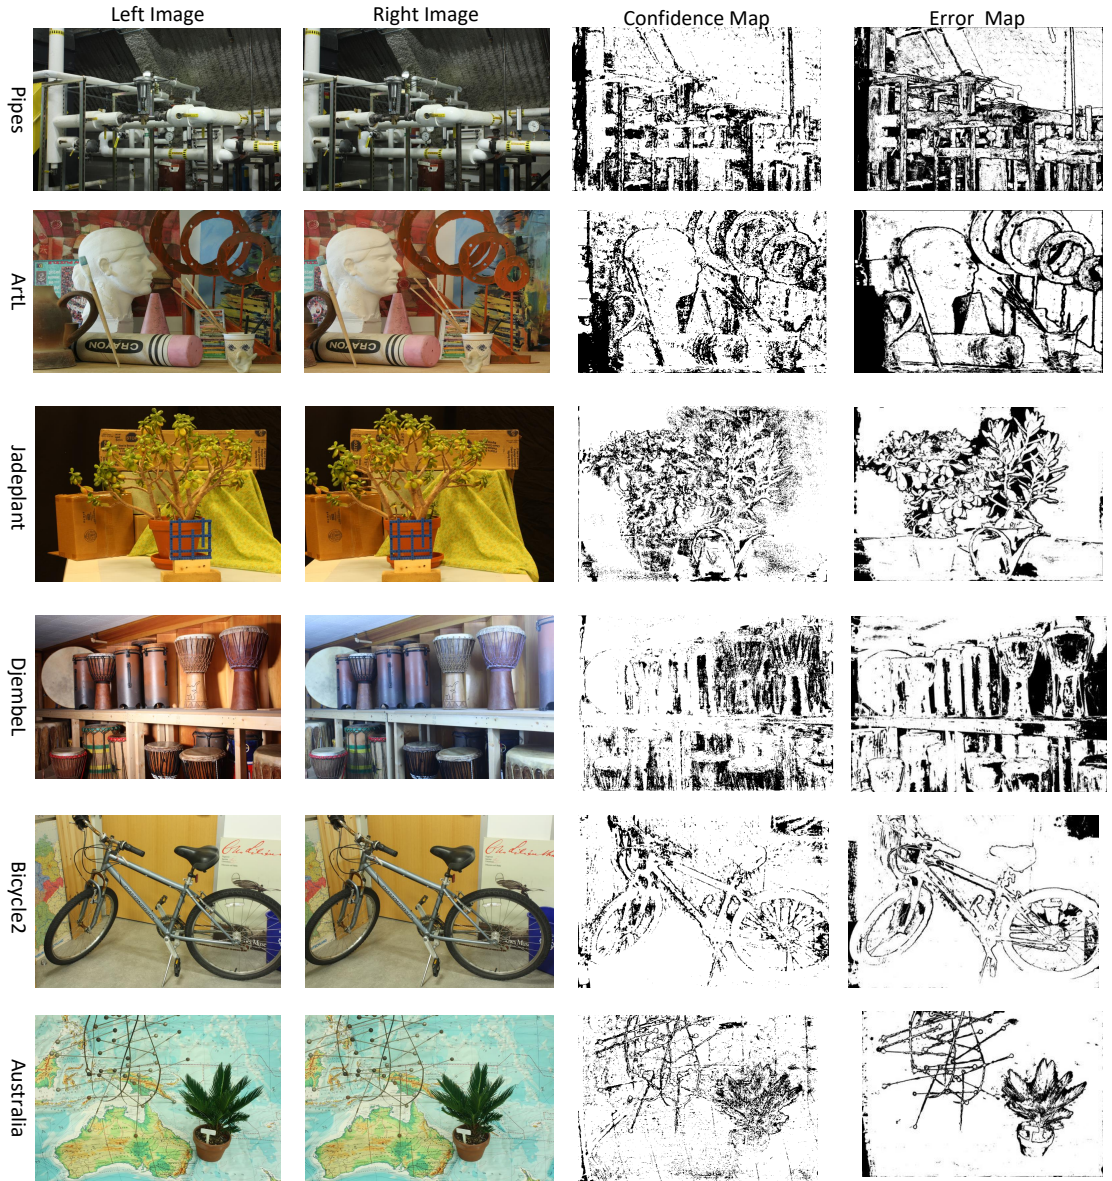 Left Image
Right Image
Confidence Map
Error Map
Pipes
ArtL
CRAYON
CRAYON
Jadeplant
DjembeL
Bicycle2
Australia